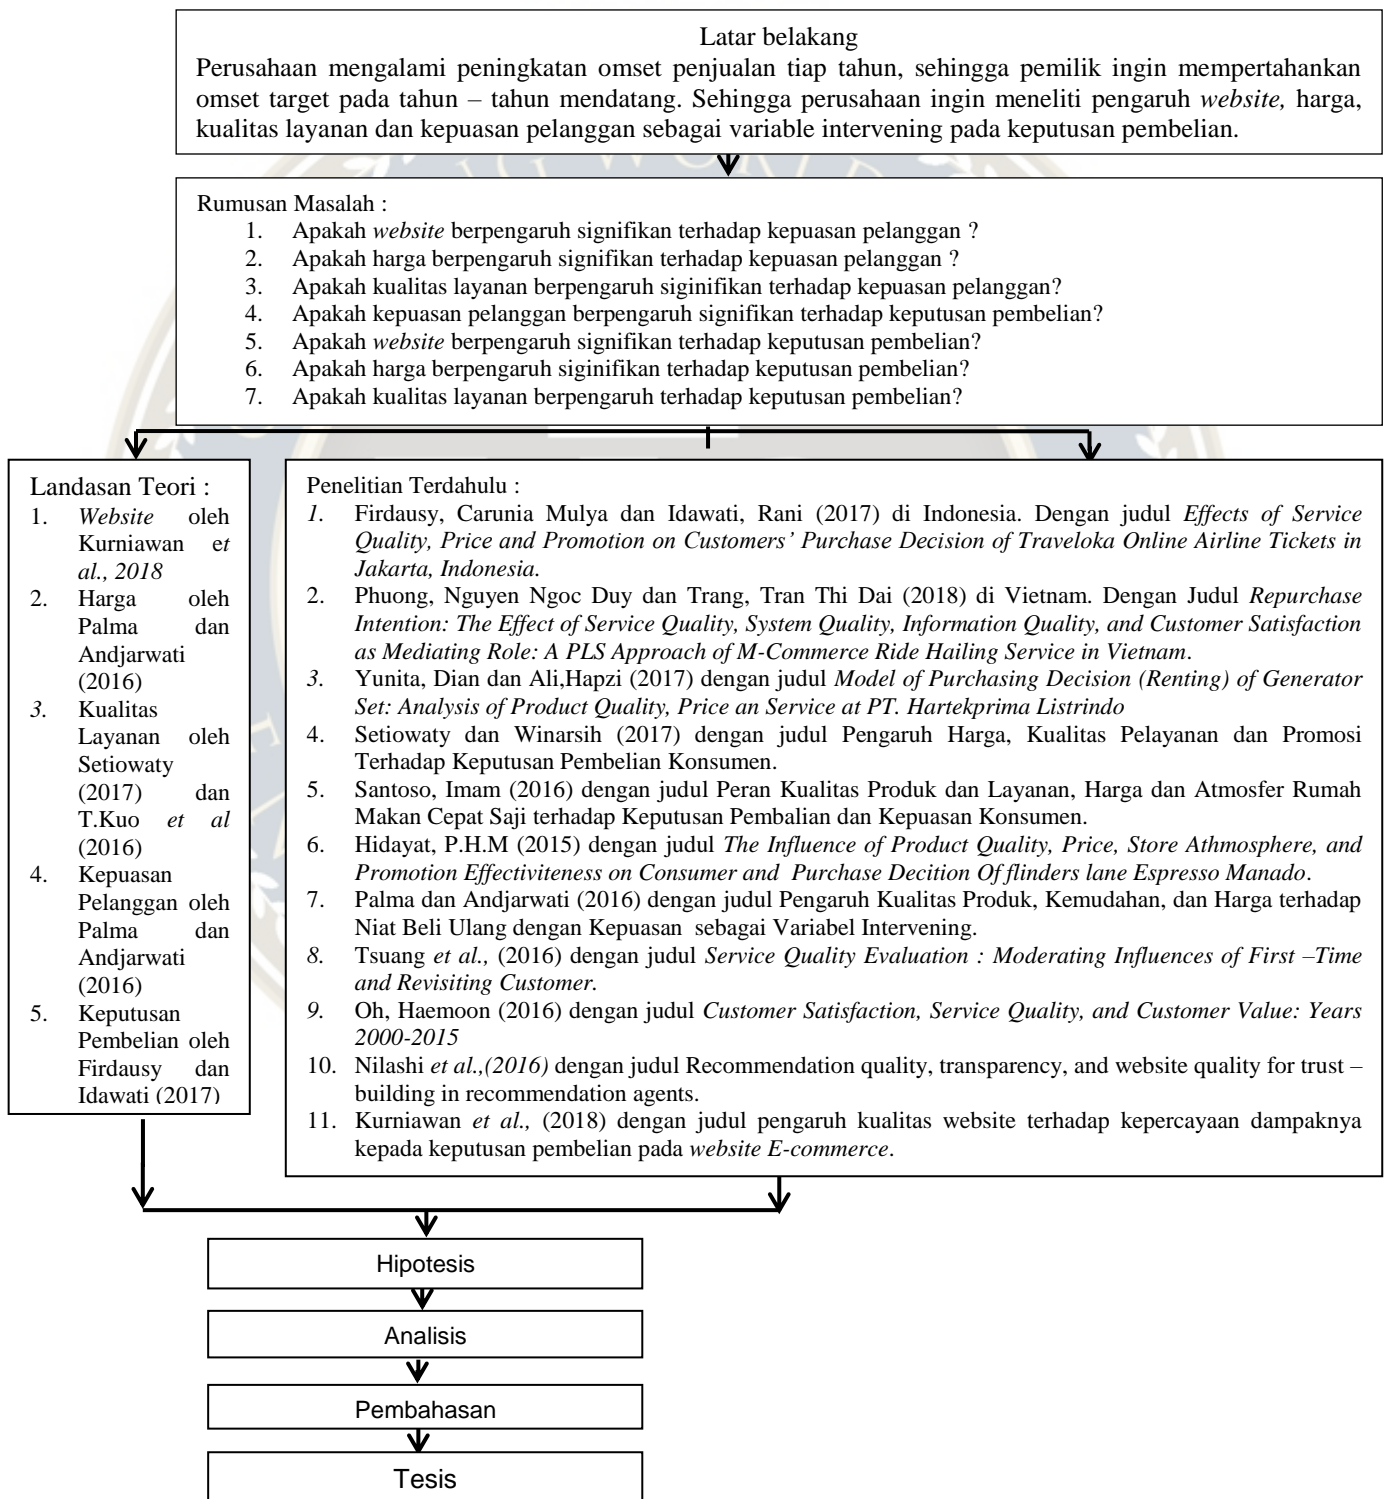 Latar belakang
Perusahaan mengalami peningkatan omset penjualan tiap tahun, sehingga pemilik ingin mempertahankan
omset target pada tahun – tahun mendatang. Sehingga perusahaan ingin meneliti pengaruh website, harga,
kualitas layanan dan kepuasan pelanggan sebagai variable intervening pada keputusan pembelian.
G WORLD
Rumusan Masalah :
1. Apakah website berpengaruh signifikan terhadap kepuasan pelanggan ?
2. Apakah harga berpengaruh signifikan terhadap kepuasan pelanggan ?
3. Apakah kualitas layanan berpengaruh siginifikan terhadap kepuasan pelanggan?
4. Apakah kepuasan pelanggan berpengaruh signifikan terhadap keputusan pembelian?
5. Apakah website berpengaruh signifikan terhadap keputusan pembelian?
6. Apakah harga berpengaruh siginifikan terhadap keputusan pembelian?
7. Apakah kualitas layanan berpengaruh terhadap keputusan pembelian?
Landasan Teori :
1. Website oleh
Kurniawan et
al., 2018
2. Harga oleh
Palma dan
Andjarwati
(2016)
3. Kualitas
Layanan oleh
Setiowaty
(2017) dan
T.Kuo et al
(2016)
4. Kepuasan
Pelanggan oleh
Palma dan
Andjarwati
(2016)
5. Keputusan
Pembelian oleh
Firdausy dan
Idawati (2017)
Penelitian Terdahulu :
1. Firdausy, Carunia Mulya dan Idawati, Rani (2017) di Indonesia. Dengan judul Effects of Service
Quality, Price and Promotion on Customers’ Purchase Decision of Traveloka Online Airline Tickets in
Jakarta, Indonesia.
2. Phuong, Nguyen Ngoc Duy dan Trang, Tran Thi Dai (2018) di Vietnam. Dengan Judul Repurchase
Intention: The Effect of Service Quality, System Quality, Information Quality, and Customer Satisfaction
as Mediating Role: A PLS Approach of M-Commerce Ride Hailing Service in Vietnam.
3. Yunita, Dian dan Ali,Hapzi (2017) dengan judul Model of Purchasing Decision (Renting) of Generator
Set: Analysis of Product Quality, Price an Service at PT. Hartekprima Listrindo
4. Setiowaty dan Winarsih (2017) dengan judul Pengaruh Harga, Kualitas Pelayanan dan Promosi
Terhadap Keputusan Pembelian Konsumen.
5. Santoso, Imam (2016) dengan judul Peran Kualitas Produk dan Layanan, Harga dan Atmosfer Rumah
Makan Cepat Saji terhadap Keputusan Pembalian dan Kepuasan Konsumen.
6. Hidayat, P.H.M (2015) dengan judul The Influence of Product Quality, Price, Store Athmosphere, and
Promotion Effectiviteness on Consumer and Purchase Decition Of flinders lane Espresso Manado.
7. Palma dan Andjarwati (2016) dengan judul Pengaruh Kualitas Produk, Kemudahan, dan Harga terhadap
Niat Beli Ulang dengan Kepuasan sebagai Variabel Intervening.
8. Tsuang et al., (2016) dengan judul Service Quality Evaluation : Moderating Influences of First –Time
and Revisiting Customer.
9. Oh, Haemoon (2016) dengan judul Customer Satisfaction, Service Quality, and Customer Value: Years
2000-2015
10. Nilashi et al.,(2016) dengan judul Recommendation quality, transparency, and website quality for trust –
building in recommendation agents.
11. Kurniawan et al., (2018) dengan judul pengaruh kualitas website terhadap kepercayaan dampaknya
kepada keputusan pembelian pada website E-commerce.
Hipotesis
Analisis
Pembahasan
Tesis